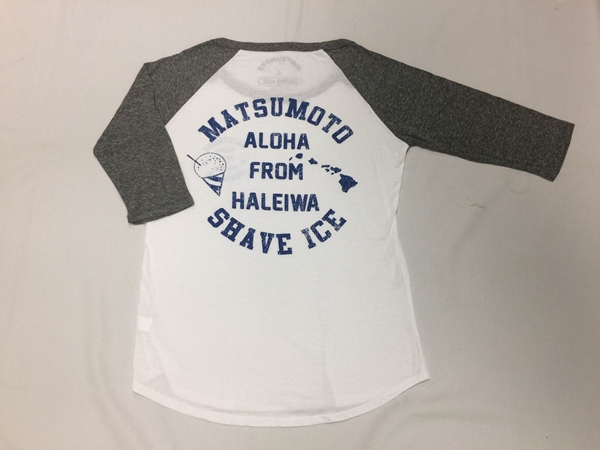 MATSUMOTO
ALOHA
FROM
HALEIWA
SHAVE ICE